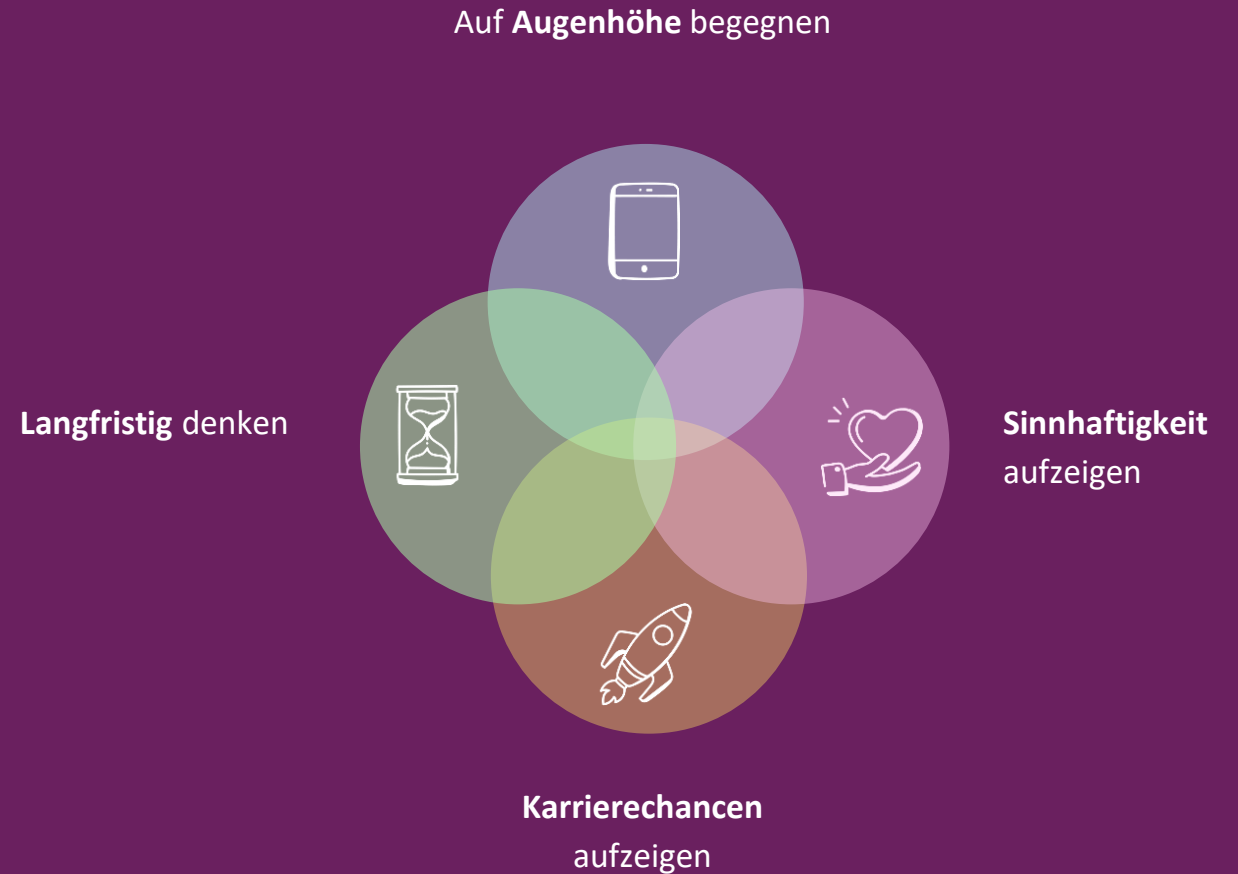 Auf Augenhöhe begegnen
Langfristig denken
Sinnhaftigkeit
aufzeigen
Karrierechancen
aufzeigen